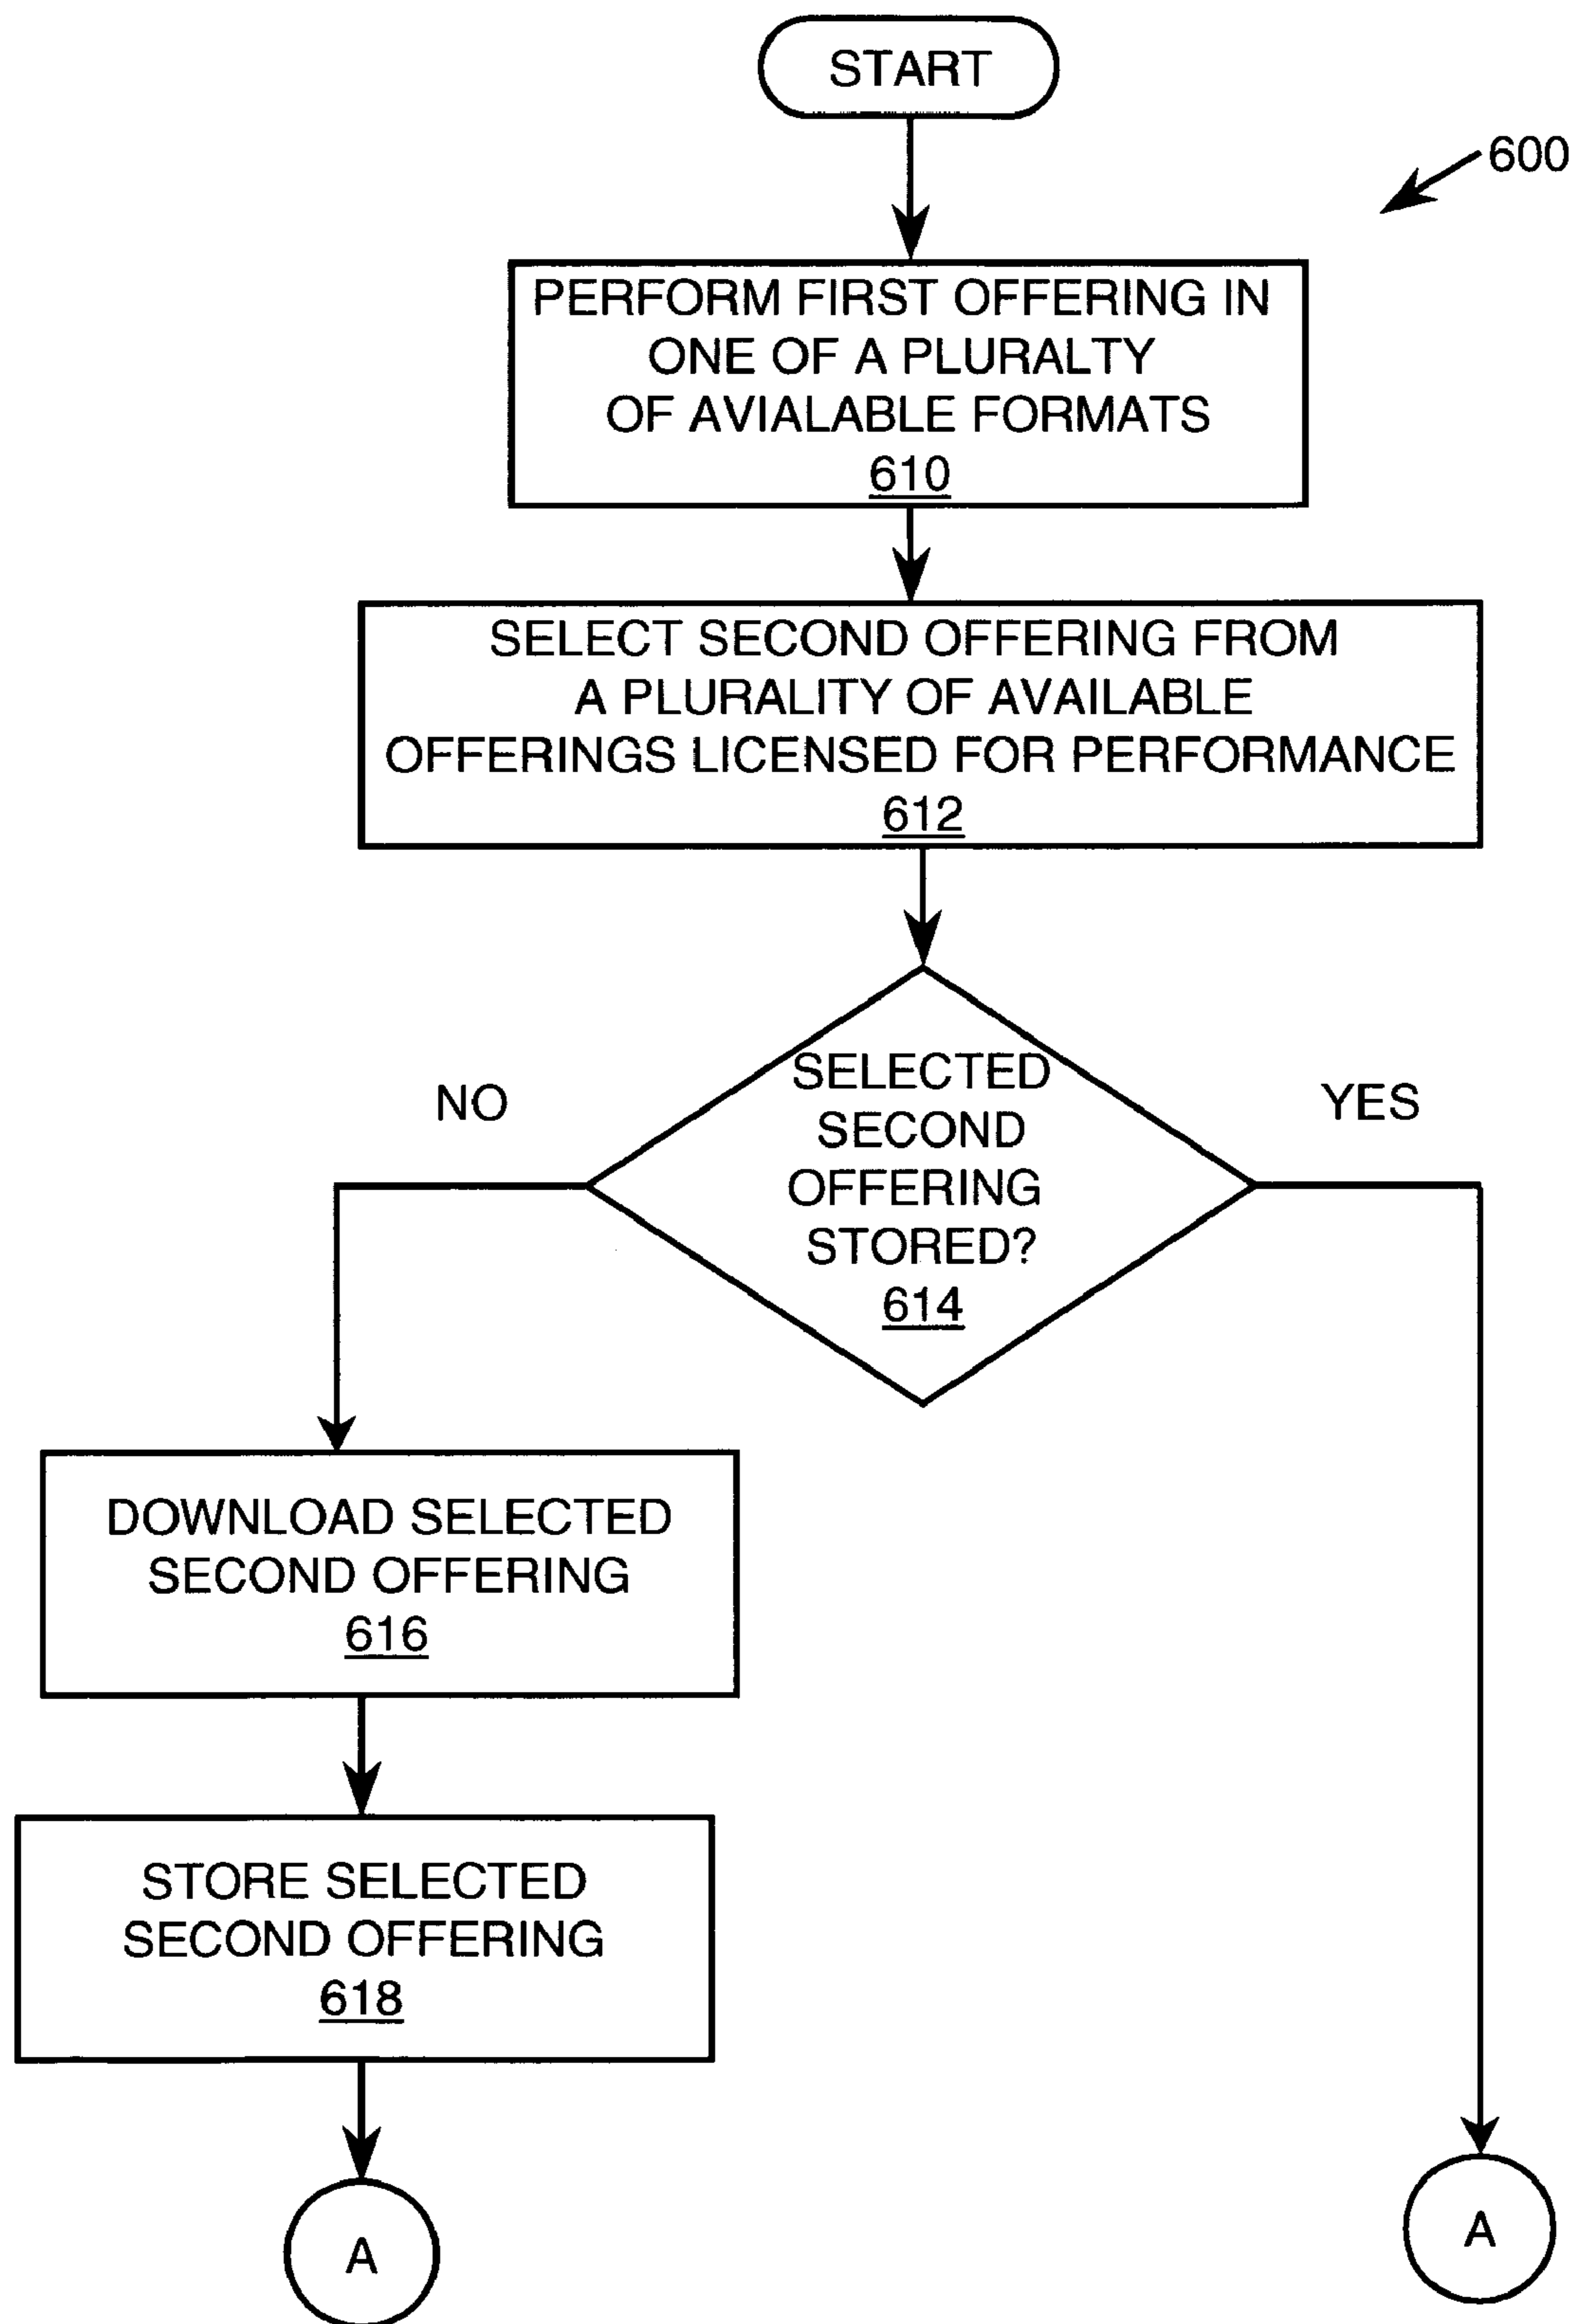 START
600
PERFORM FIRST OFFERING IN
ONE OF A PLURALTY
OF AVIALABLE FORMATS
610
SELECT SECOND OFFERING FROM
A PLURALITY OF AVAILABLE
OFFERINGS LICENSED FOR PERFORMANCE
612
NO
YES
SELECTED
SECOND
OFFERING
STORED?
614
DOWNLOAD SELECTED
SECOND OFFERING
616
STORE SELECTED
SECOND OFFERING
618
A
A